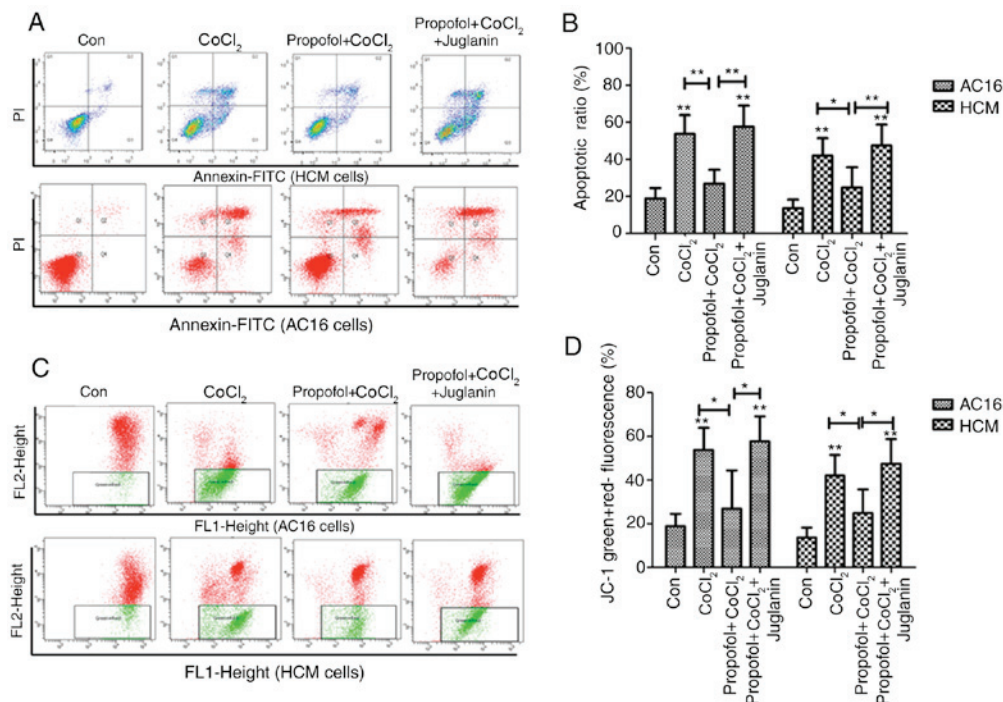 A
Con
CoCl2
Propofol+CoCl2
Propofol+CoCl2
+Juglanin
PI
Annexin-FITC (HCM cells)
PI
Annexin-FITC (AC16 cells)
B
Apoptotic ratio (%)
100
80
60
40
20
0
**
**
**
**
**
*
**
**
AC16
HCM
Con
CoCl2
Propofol+ CoCl2
Propofol+CoCl2+
Juglanin
Con
CoCl2
Propofol+ CoCl2
Propofol+CoCl2+
Juglanin
C
Con
CoCl2
Propofol+CoCl2
Propofol+CoCl2
+Juglanin
FL2-Height
FL1-Height (AC16 cells)
FL2-Height
FL1-Height (HCM cells)
D
JC-1 green+red- fluorescence (%)
80
60
40
20
0
**
*
*
**
**
*
*
**
AC16
HCM
Con
CoCl2
Propofol+ CoCl2
Propofol+CoCl2+
Juglanin
Con
CoCl2
Propofol+ CoCl2
Propofol+CoCl2+
Juglanin